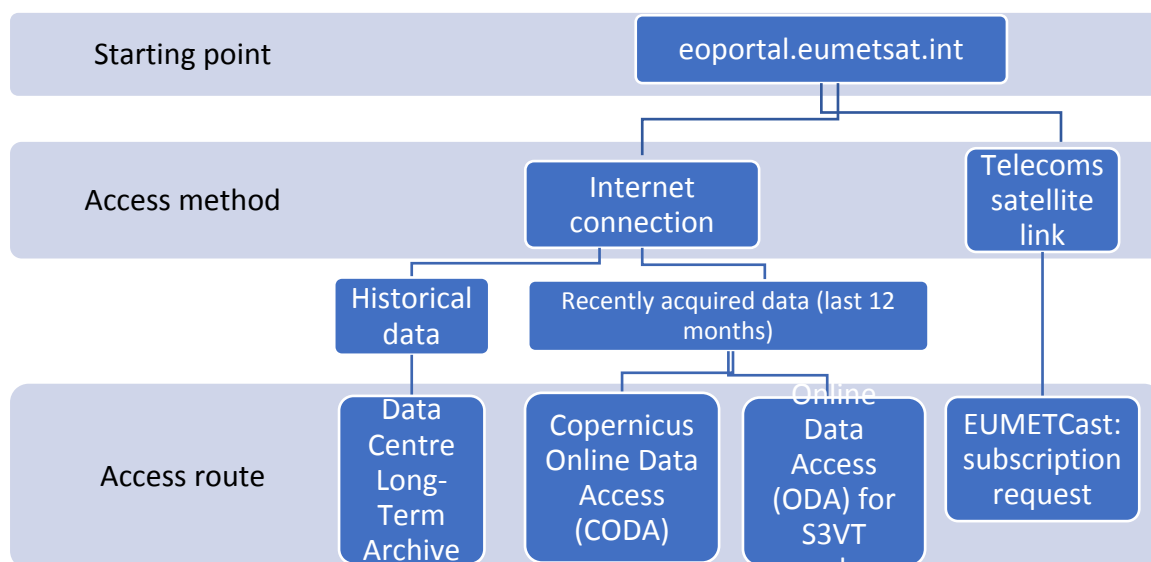 Starting point
eoportal.eumetsat.int
Access method
Internet
connection
Telecoms
satellite
link
Historical
data
Recently acquired data (last 12
months)
Access route
Data
Centre
Long-
Term
Archive
Copernicus
Online Data
Access
(CODA)
Online
Data
Access
(ODA) for
S3VT
EUMETCast:
subscription
request